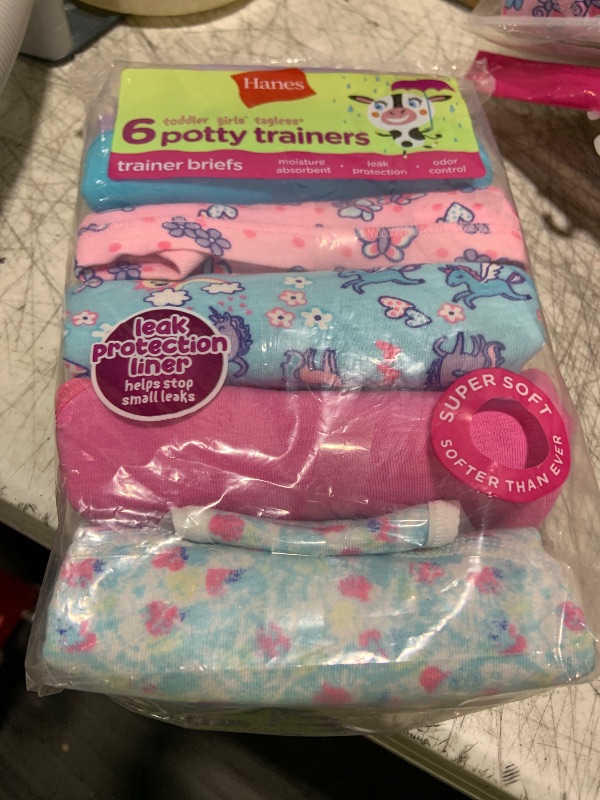 Hanes
toddler girls' tagless®
6 potty trainers
trainer briefs
moisture absorbent
leak protection
odor control
leak
protection
liner
helps stop
small leaks
SUPER SOFT
SOFTER THAN EVER